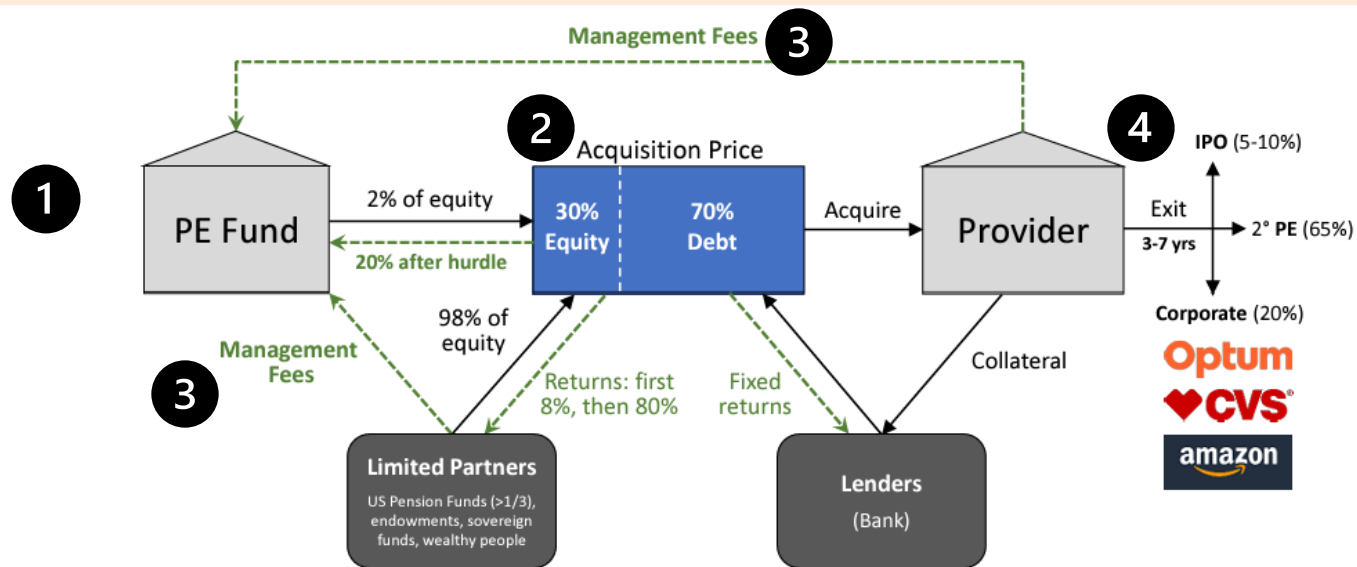 Management Fees
3
1
PE Fund
2% of equity
20% after hurdle
2
Acquisition Price
30%
Equity
70%
Debt
Acquire
Provider
4
IPO (5-10%)
Exit
3-7 yrs
2° PE (65%)
Corporate (20%)
Optum
CVS®
amazon
Management
Fees
3
98% of
equity
Returns: first
8%, then 80%
Fixed
returns
Collateral
Limited Partners
US Pension Funds (>1/3),
endowments, sovereign
funds, wealthy people
Lenders
(Bank)